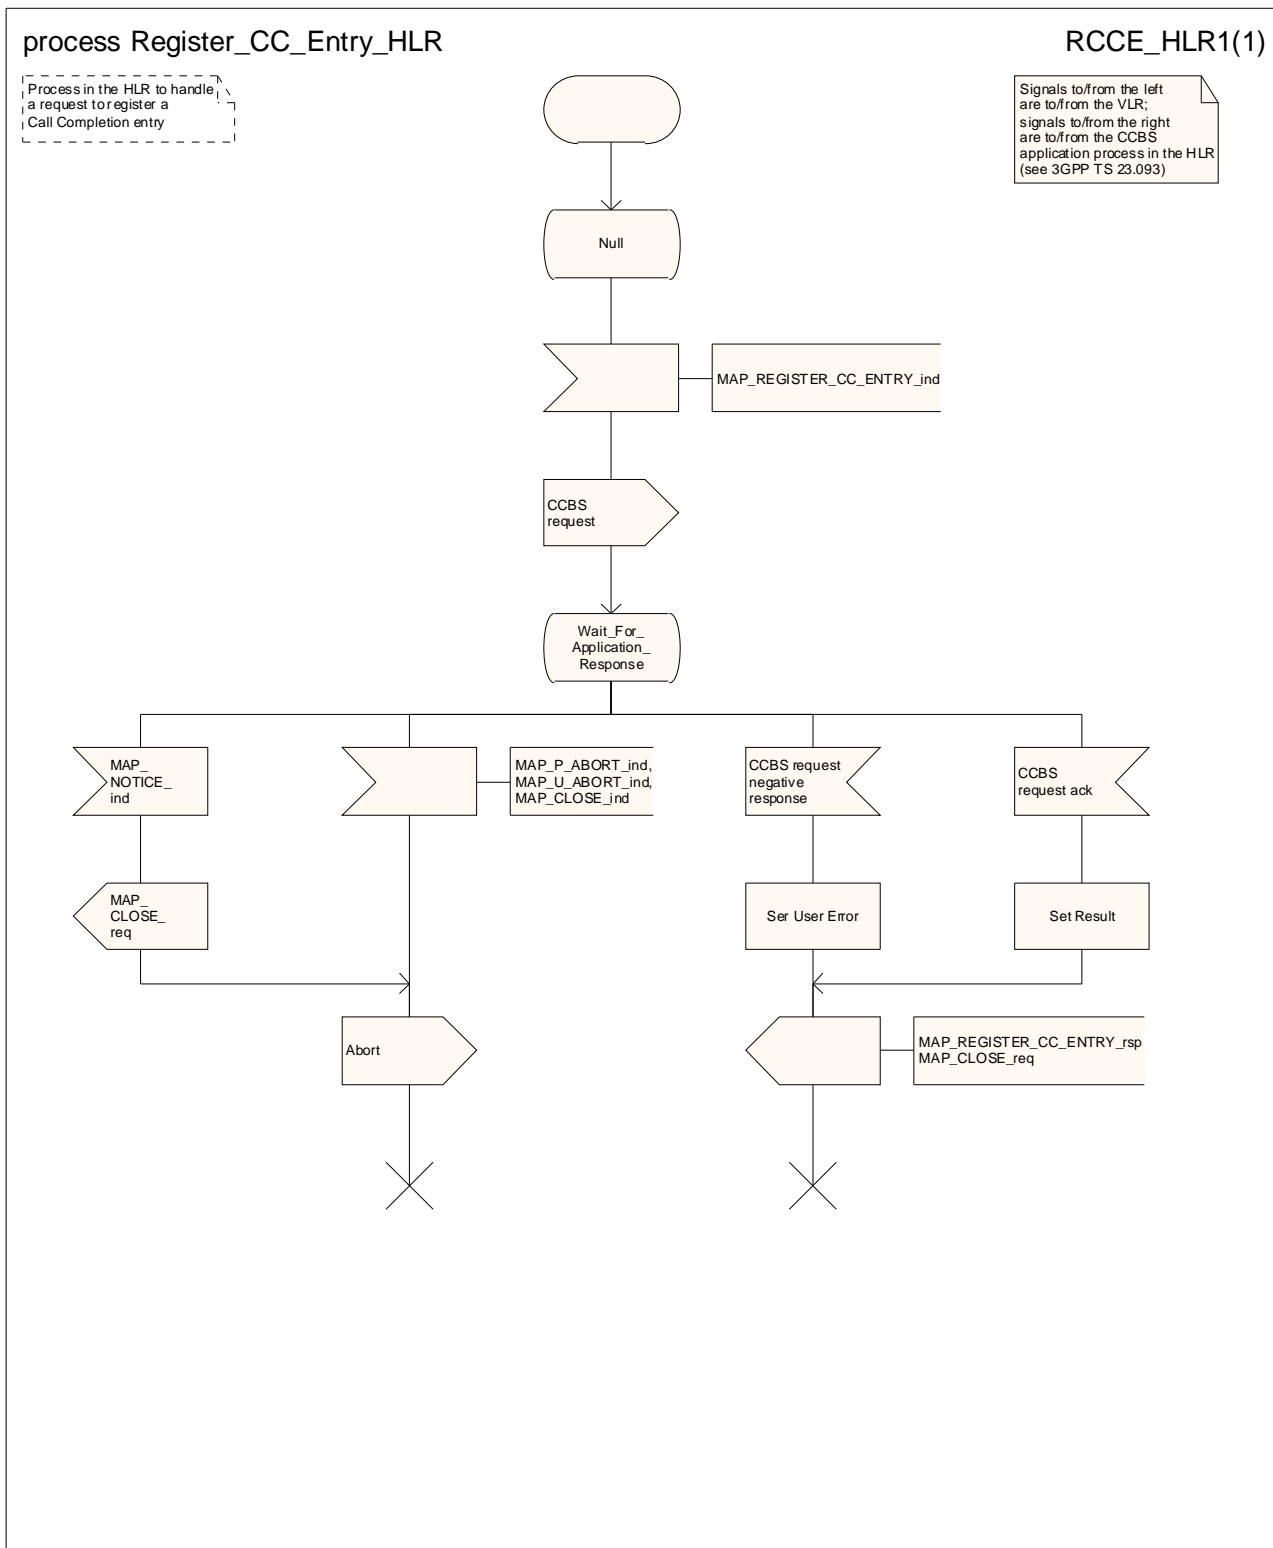 process Register_CC_Entry_HLR
RCCE_HLR1(1)
Process in the HLR to handle
a request to register a
Call Completion entry
Signals to/from the left
are to/from the VLR;
signals to/from the right
are to/from the CCBS
application process in the HLR
(see 3GPP TS 23.093)
Null
MAP_REGISTER_CC_ENTRY_ind
CCBS
request
Wait_For_
Application_
Response
MAP_
NOTICE_
ind
MAP_P_ABORT_ind,
MAP_U_ABORT_ind,
MAP_CLOSE_ind
CCBS request
negative
response
CCBS
request ack
MAP_
CLOSE_
req
Ser User Error
Set Result
Abort
MAP_REGISTER_CC_ENTRY_rsp
MAP_CLOSE_req